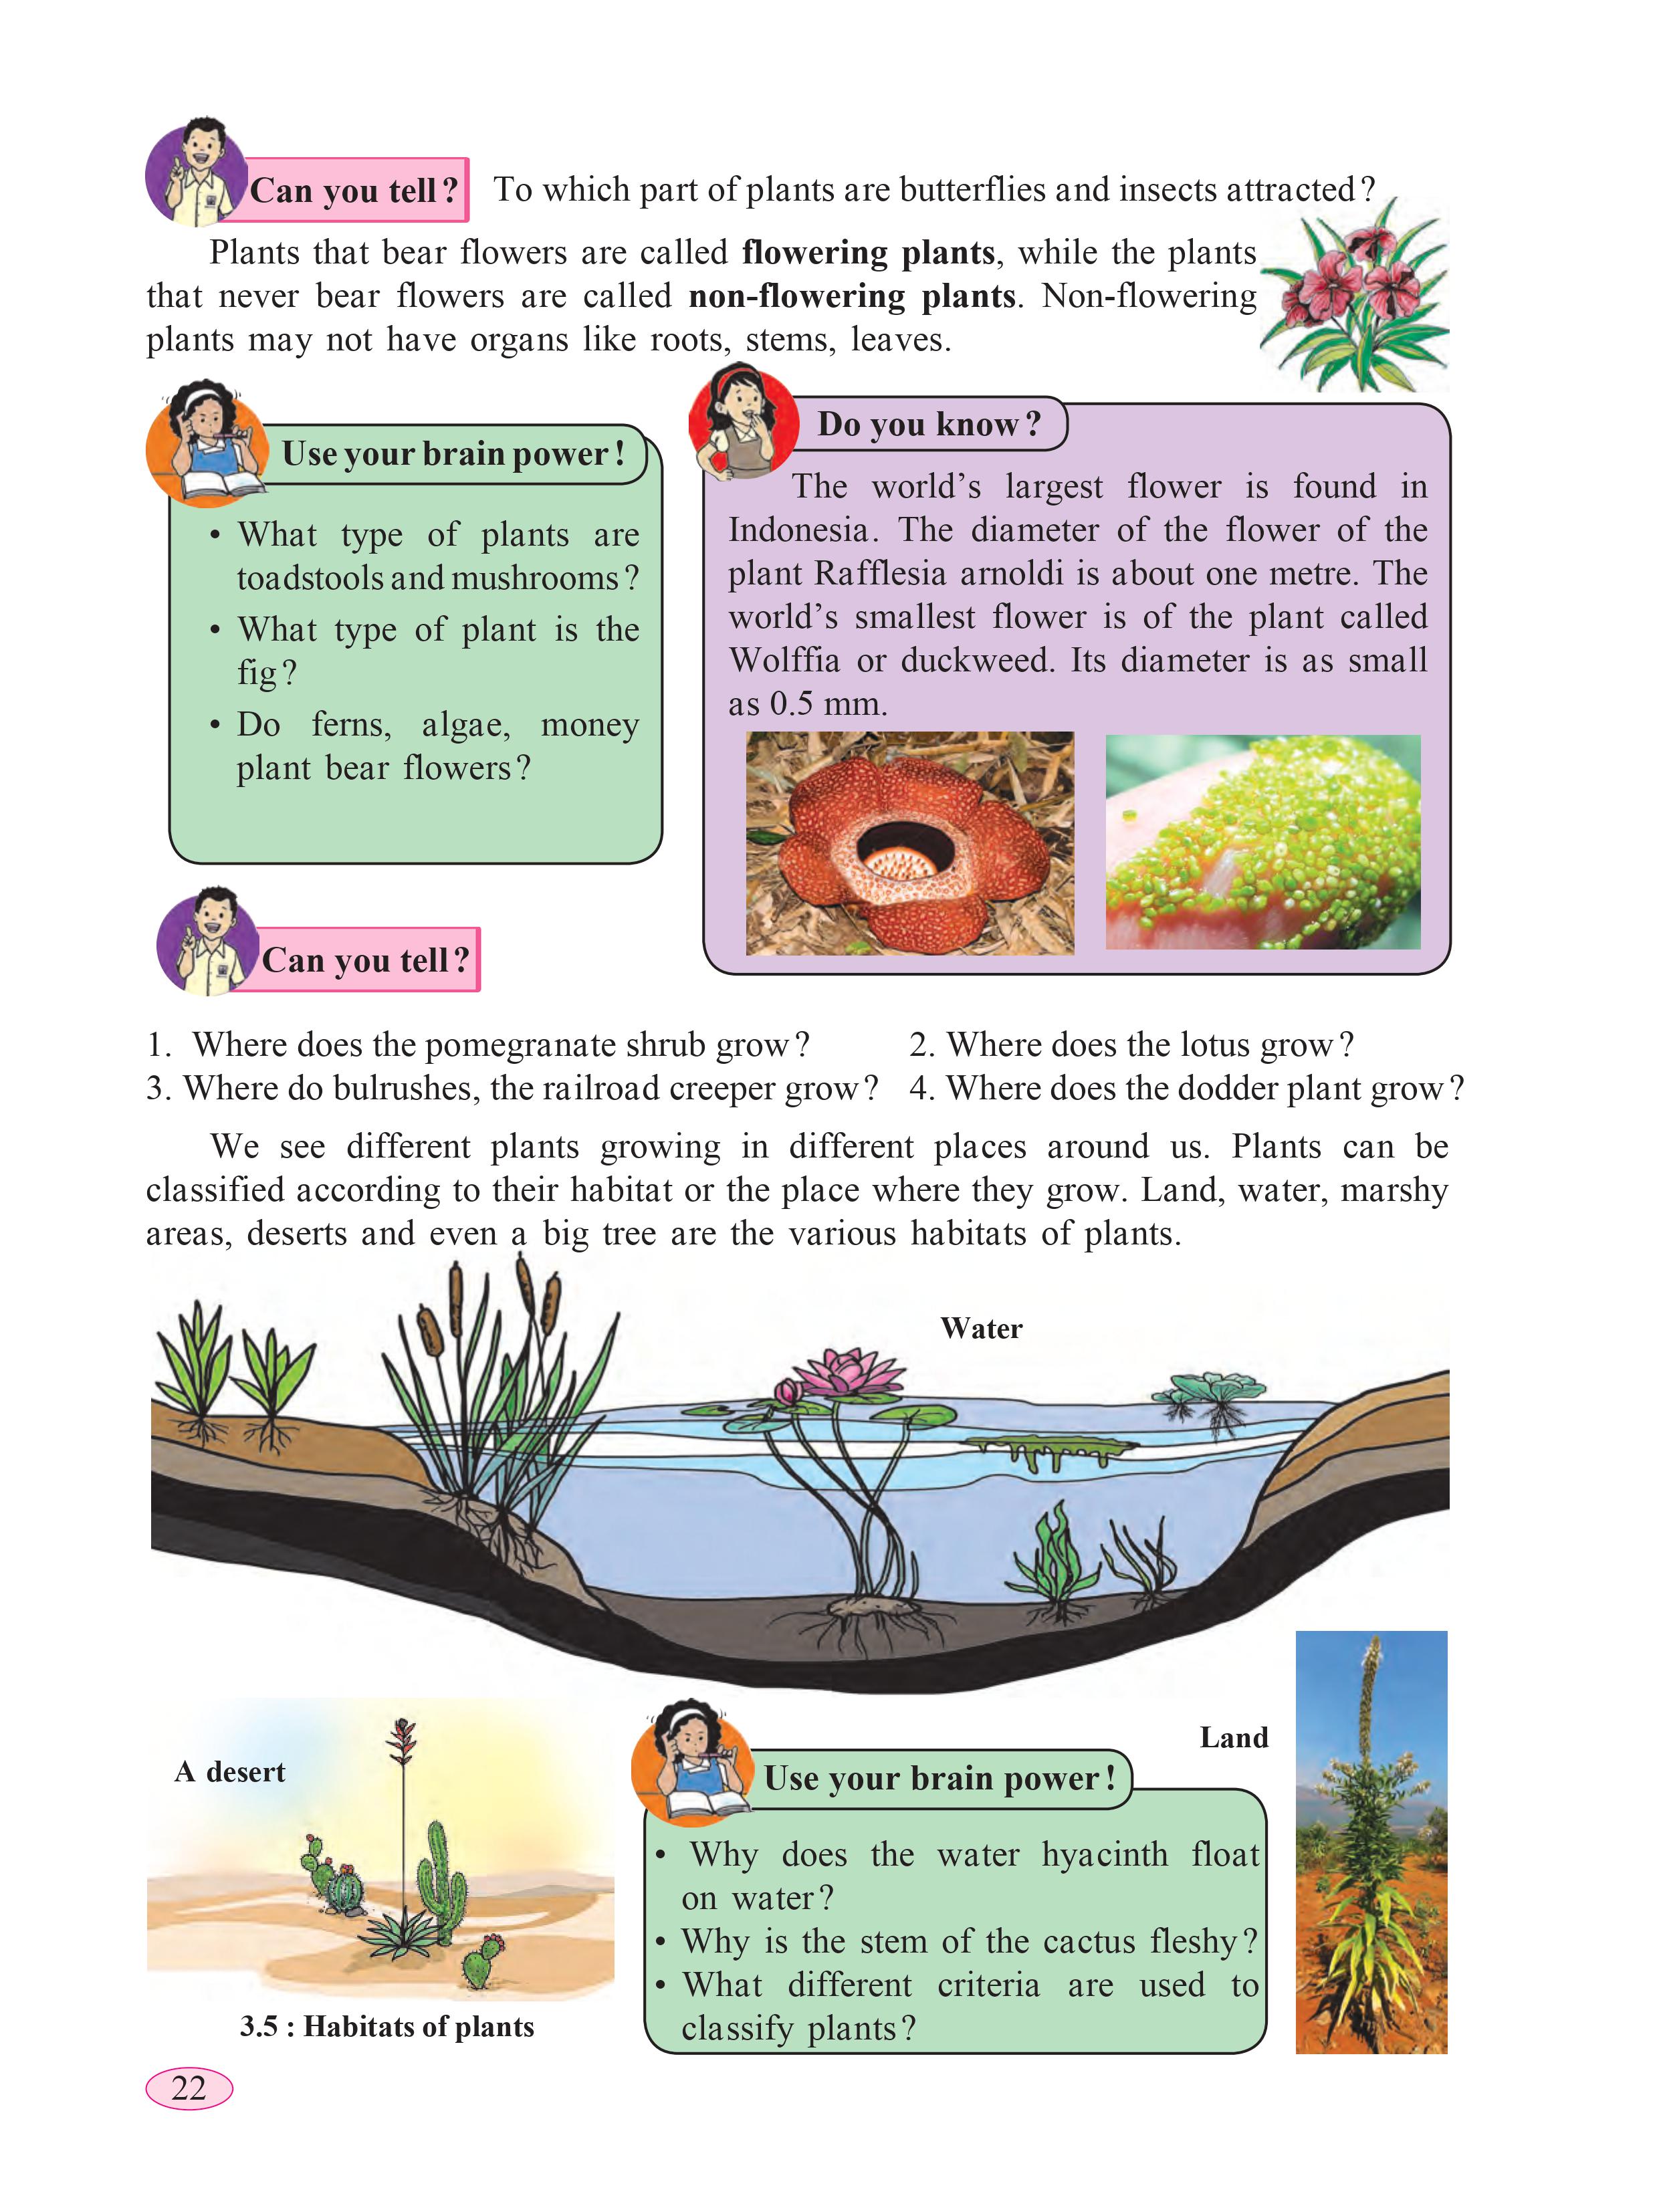 Can you tell? To which part of plants are butterflies and insects attracted?
Plants that bear flowers are called flowering plants, while the plants
that never bear flowers are called non-flowering plants. Non-flowering
plants may not have organs like roots, stems, leaves.
Use your brain power!
• What type of plants are
toadstools and mushrooms?
• What type of plant is the
fig?
• Do ferns, algae, money
plant bear flowers?
Do you know?
The world's largest flower is found in
Indonesia. The diameter of the flower of the
plant Rafflesia arnoldi is about one metre. The
world's smallest flower is of the plant called
Wolffia or duckweed. Its diameter is as small
as 0.5 mm.
Can you tell?
1. Where does the pomegranate shrub grow? 2. Where does the lotus grow?
3. Where do bulrushes, the railroad creeper grow? 4. Where does the dodder plant grow?
We see different plants growing in different places around us. Plants can be
classified according to their habitat or the place where they grow. Land, water, marshy
areas, deserts and even a big tree are the various habitats of plants.
Water
A desert
3.5 : Habitats of plants
Use your brain power!
• Why does the water hyacinth float
on water?
• Why is the stem of the cactus fleshy?
• What different criteria are used to
classify plants?
Land
22